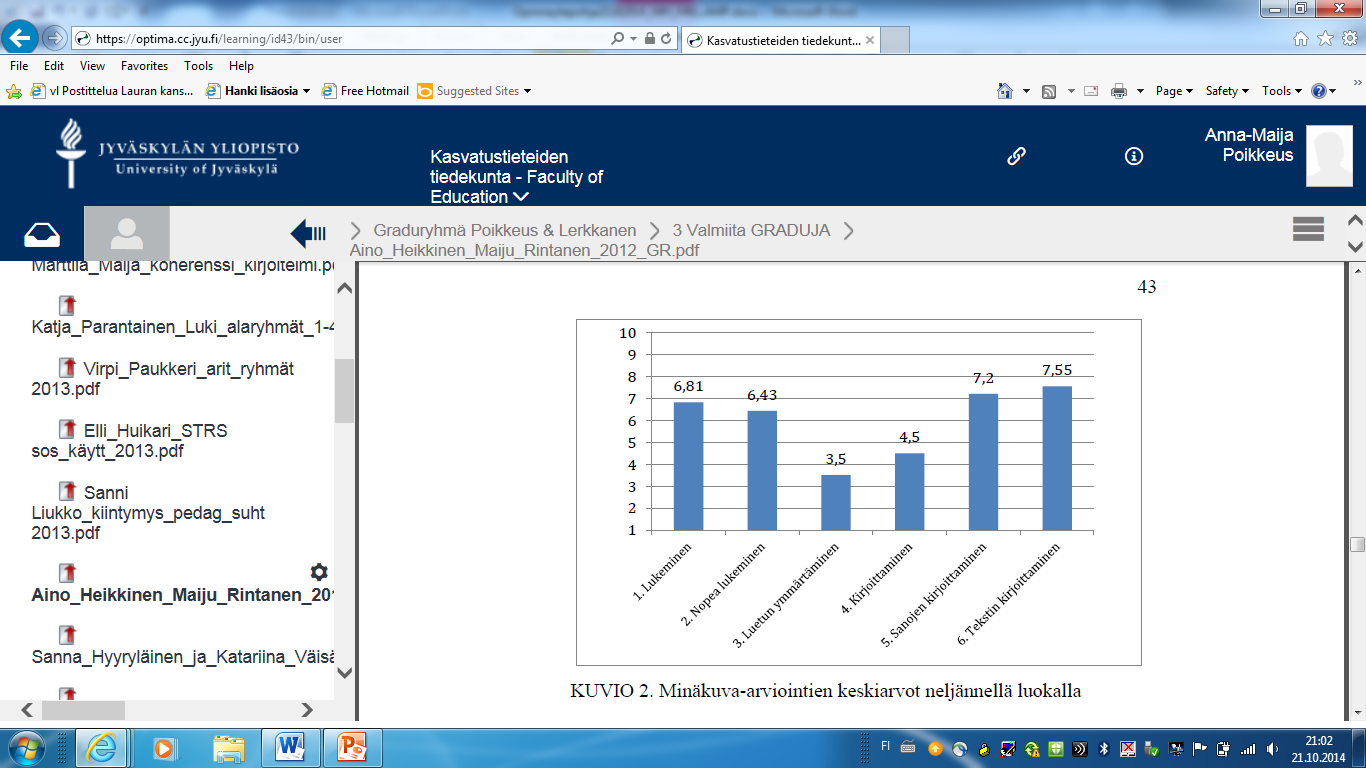 https://optima.cc.jyu.fi/learning/id43/bin/user
Kasvatustieteiden tiedekunt...
File Edit View Favorites Tools Help
vl Postittelua Lauran kans...
Hanki lisäosia
Free Hotmail
Suggested Sites
Page Safety Tools
JYVÄSKYLÄN YLIOPISTO
University of Jyväskylä
Kasvatustieteiden
tiedekunta - Faculty of
Education
Anna-Maija
Poikkeus
Graduryhmä Poikkeus & Lerkkanen
3 Valmiita GRADUJA
Aino_Heikkinen_Maiju_Rintanen_2012_GR.pdf
Marttila_Maija_koherenssi_kirjoitelmi.pd
Katja_Parantainen_Luki_alaryhmät_1-4
Virpi_Paukkeri_arit_ryhmät
2013.pdf
Elli_Huikari_STRS
sos_käytt_2013.pdf
Sanni
Liukko_kiintymys_pedag_suht
2013.pdf
Aino_Heikkinen_Maiju_Rintanen_201
Sanna_Hyyryläinen_ja_Katariina_Väisä
43
10
9
8
7
6
5
4
3
2
1
6,81
6,43
3,5
4,5
7,2
7,55
1. Lukeminen
2. Nopea lukeminen
3. Luetun ymmärtäminen
4. Kirjoittaminen
5. Sanojen kirjoittaminen
6. Tekstin kirjoittaminen
KUVIO 2. Minäkuva-arviointien keskiarvot neljännellä luokalla
FI
21:02
21.10.2014